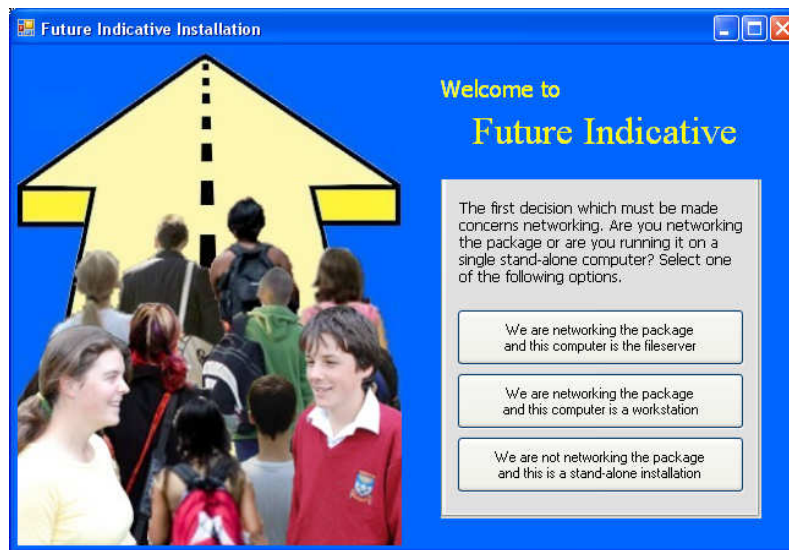 Future Indicative Installation
Welcome to
Future Indicative
The first decision which must be made
concerns networking. Are you networking
the package or are you running it on a
single stand-alone computer? Select one
of the following options.
We are networking the package
and this computer is the fileserver
We are networking the package
and this computer is a workstation
We are not networking the package
and this is a stand-alone installation